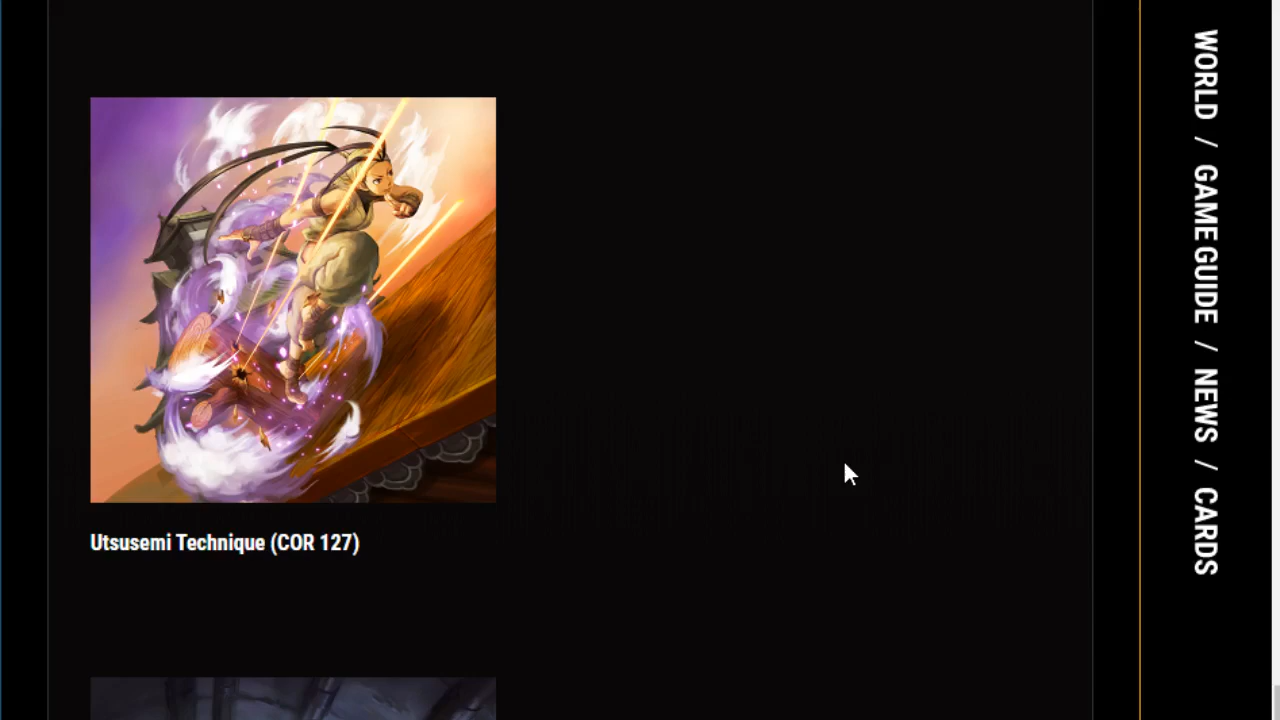 Utsusemi Technique (COR 127)
WORLD / GAME GUIDE / NEWS / CARDS